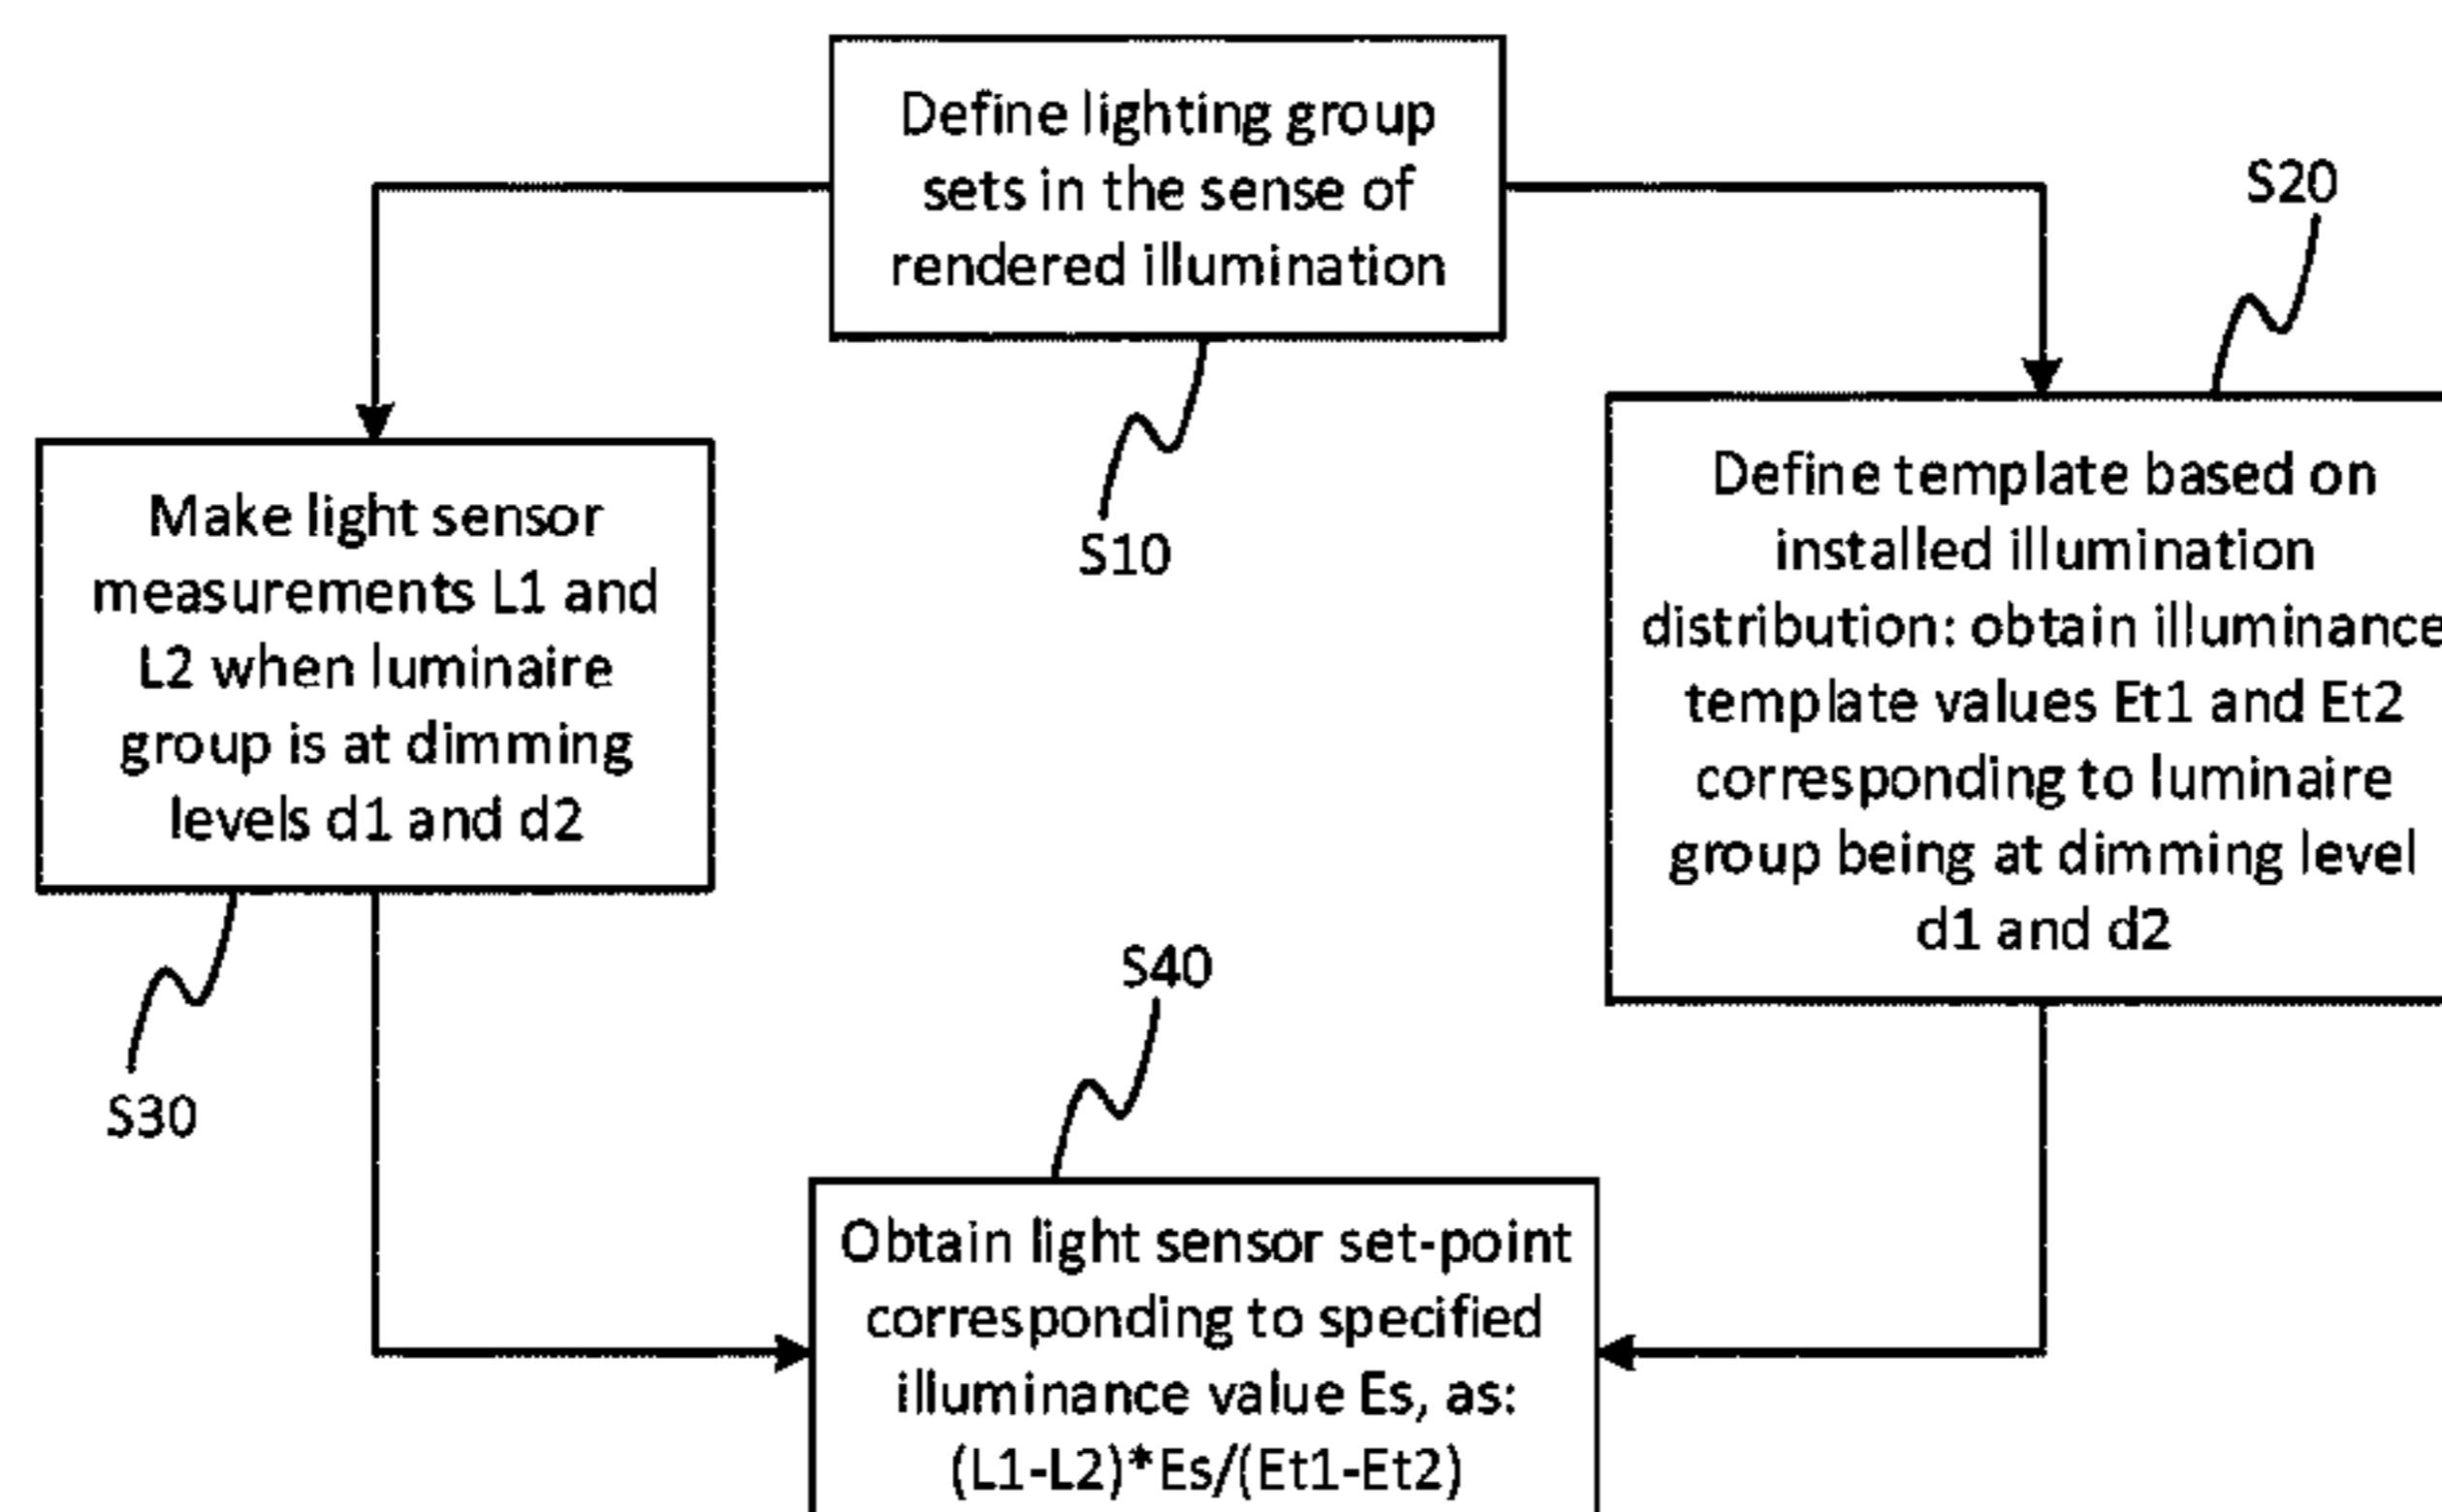 Define lighting group
sets in the sense of
rendered illumination
S10
S20
Make light sensor
measurements L1 and
L2 when luminaire
group is at dimming
levels d1 and d2
S30
Define template based on
installed illumination
distribution: obtain illuminance
template values Et1 and Et2
corresponding to luminaire
group being at dimming level
d1 and d2
S40
Obtain light sensor set-point
corresponding to specified
illuminance value Es, as:
(L1-L2)*Es/(Et1-Et2)